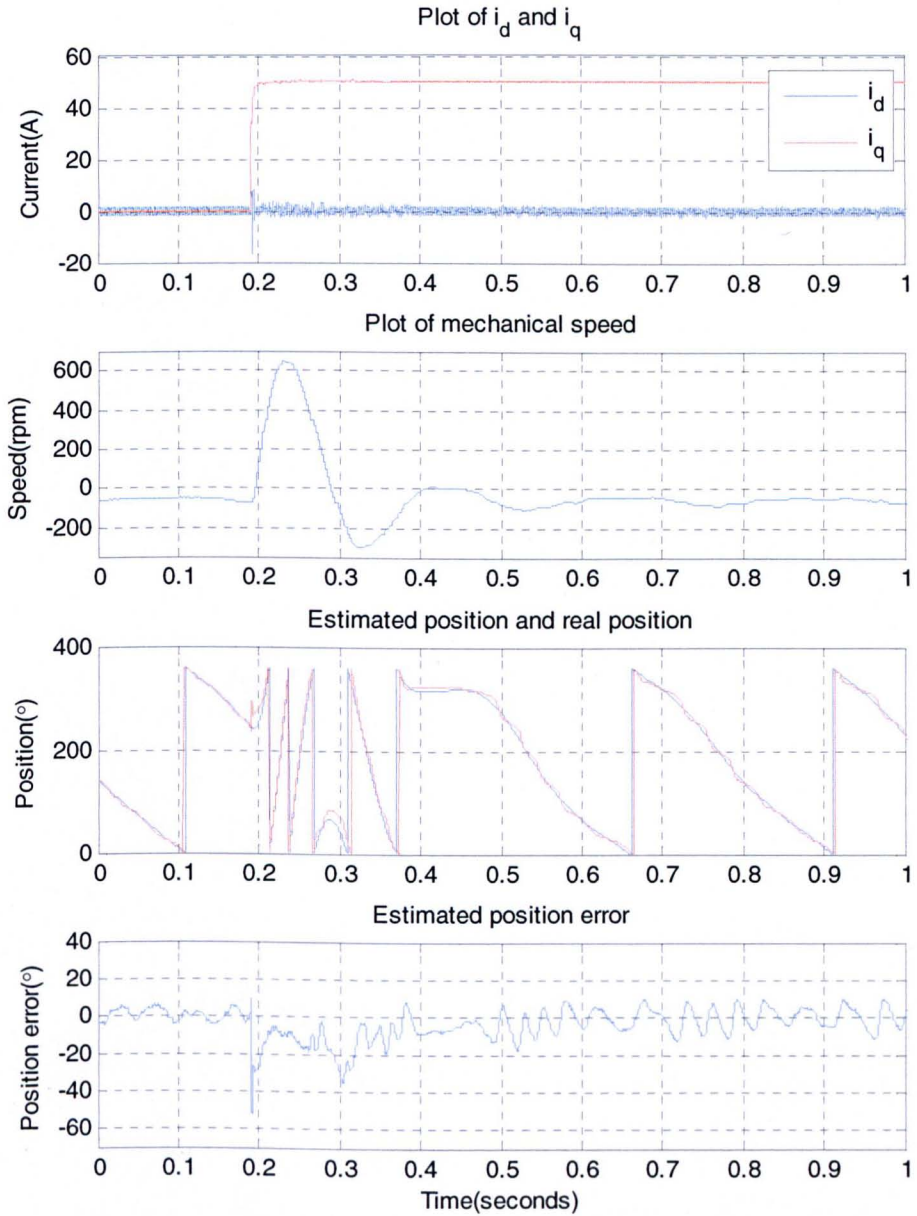 Plot of i_d and i_q
Current(A)
60
40
20
0
-20
i_d
i_q
0 0.1 0.2 0.3 0.4 0.5 0.6 0.7 0.8 0.9 1
Plot of mechanical speed
Speed(rpm)
600
400
200
0
-200
0 0.1 0.2 0.3 0.4 0.5 0.6 0.7 0.8 0.9 1
Estimated position and real position
Position(°)
400
200
0
0 0.1 0.2 0.3 0.4 0.5 0.6 0.7 0.8 0.9 1
Estimated position error
Position error(°)
40
20
0
-20
-40
-60
0 0.1 0.2 0.3 0.4 0.5 0.6 0.7 0.8 0.9 1
Time(seconds)